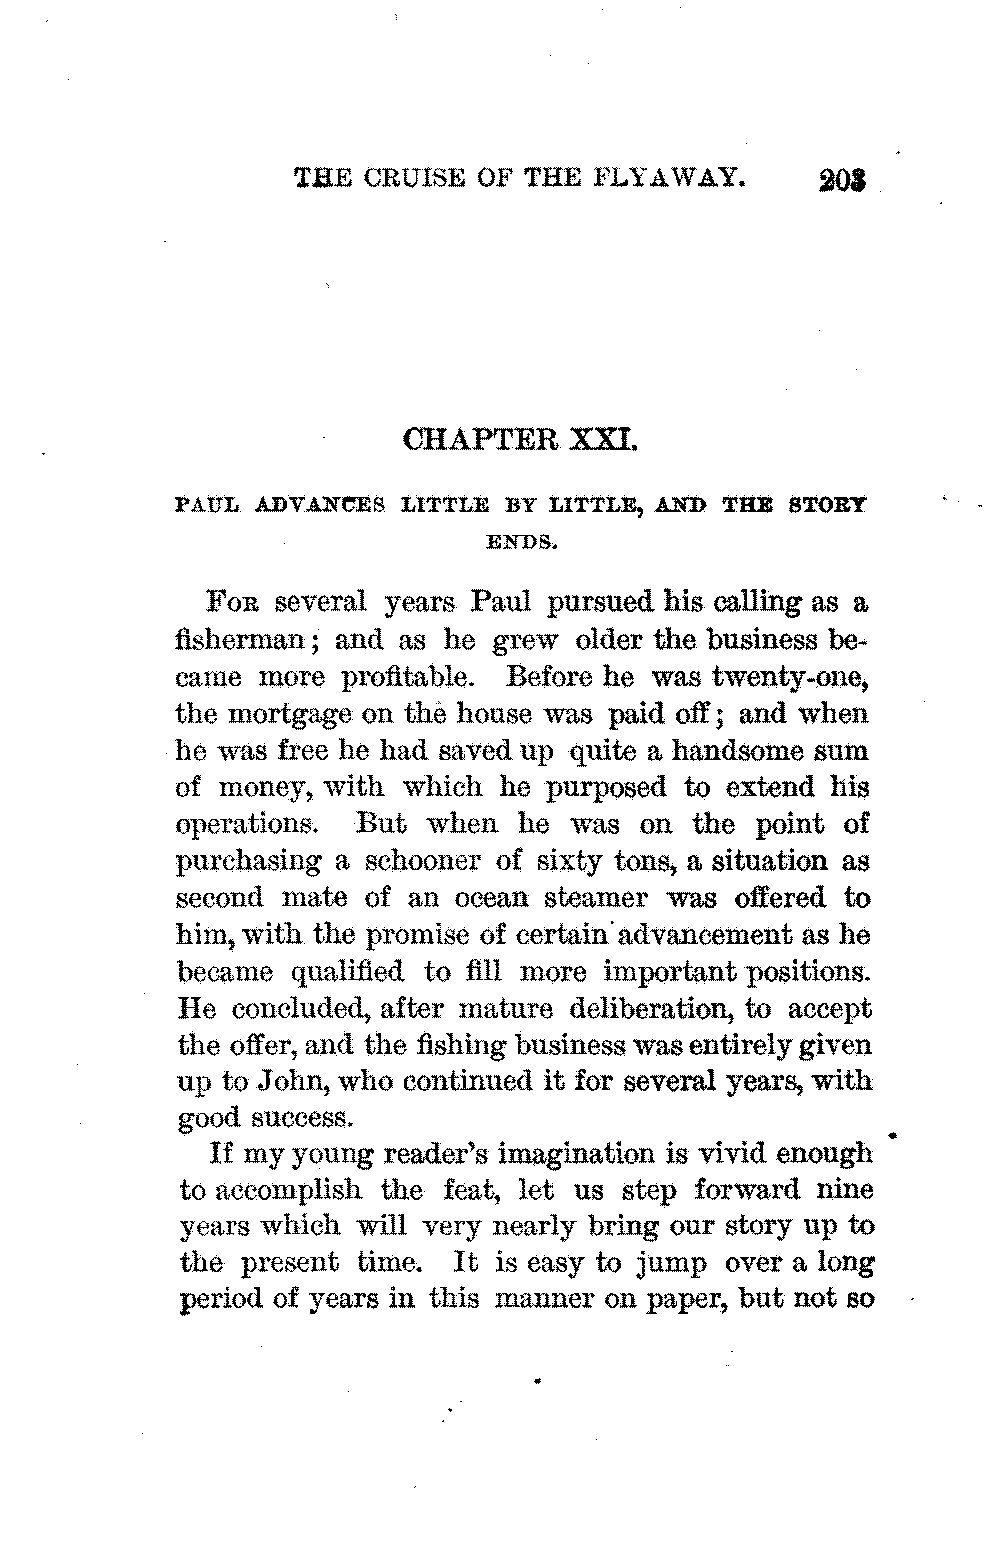 THE CRUISE OF THE FLYAWAY. 203
CHAPTER XXI.
PAUL ADVANCES LITTLE BY LITTLE, AND THE STORY
ENDS.
FOR several years Paul pursued his calling as a
fisherman; and as he grew older the business be-
came more profitable. Before he was twenty-one,
the mortgage on the house was paid off; and when
he was free he had saved up quite a handsome sum
of money, with which he purposed to extend his
operations. But when he was on the point of
purchasing a schooner of sixty tons, a situation as
second mate of an ocean steamer was offered to
him, with the promise of certain advancement as he
became qualified to fill more important positions.
He concluded, after mature deliberation, to accept
the offer, and the fishing business was entirely given
up to John, who continued it for several years, with
good success.
If my young reader's imagination is vivid enough
to accomplish the feat, let us step forward nine
years which will very nearly bring our story up to
the present time. It is easy to jump over a long
period of years in this manner on paper, but not so